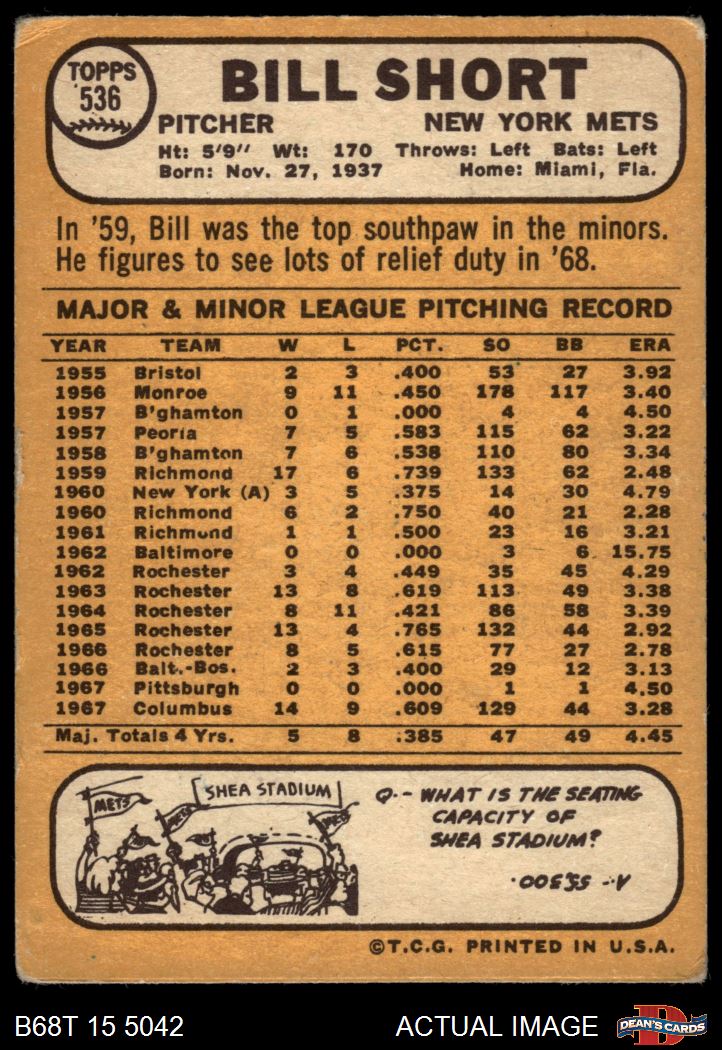 TOPPS
536
BILL SHORT
PITCHER NEW YORK METS
Ht: 5'9" Wt: 170 Throws: Left Bats: Left
Born: Nov. 27, 1937 Home: Miami, Fla.
In '59, Bill was the top southpaw in the minors.
He figures to see lots of relief duty in '68.
MAJOR & MINOR LEAGUE PITCHING RECORD
YEAR TEAM W L PCT. SO BB ERA
1955 Bristol 2 3 .400 53 27 3.92
1956 Monroe 9 11 .450 178 117 3.40
1957 B'ghamton 0 1 .000 4 4 4.50
1957 Peoria 7 5 .583 115 62 3.22
1958 B'ghamton 7 6 .538 110 80 3.34
1959 Richmond 17 6 .739 133 62 2.48
1960 New York (A) 3 5 .375 14 30 4.79
1960 Richmond 6 2 .750 40 21 2.28
1961 Richmond 1 1 .500 23 16 3.21
1962 Baltimore 0 0 .000 3 6 15.75
1962 Rochester 3 4 .449 35 45 4.29
1963 Rochester 13 8 .619 113 49 3.38
1964 Rochester 8 11 .421 86 58 3.39
1965 Rochester 13 4 .765 132 44 2.92
1966 Rochester 8 5 .615 77 27 2.78
1966 Balt.-Bos. 2 3 .400 29 12 3.13
1967 Pittsburgh 0 0 .000 1 1 4.50
1967 Columbus 14 9 .609 129 44 3.28
Maj. Totals 4 Yrs. 5 8 .385 47 49 4.45
METS
SHEA STADIUM
Q.-- WHAT IS THE SEATING
CAPACITY OF
SHEA STADIUM?
A-- 55,300.
©T.C.G. PRINTED IN U.S.A.
B68T 15 5042 ACTUAL IMAGE
D
DEAN'S CARDS